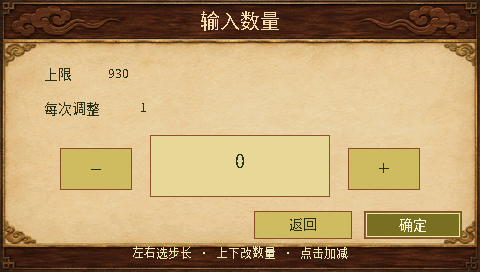 输入数量
上限 930
每次调整 1
− 0 +
返回 确定
左右选步长 · 上下改数量 · 点击加减